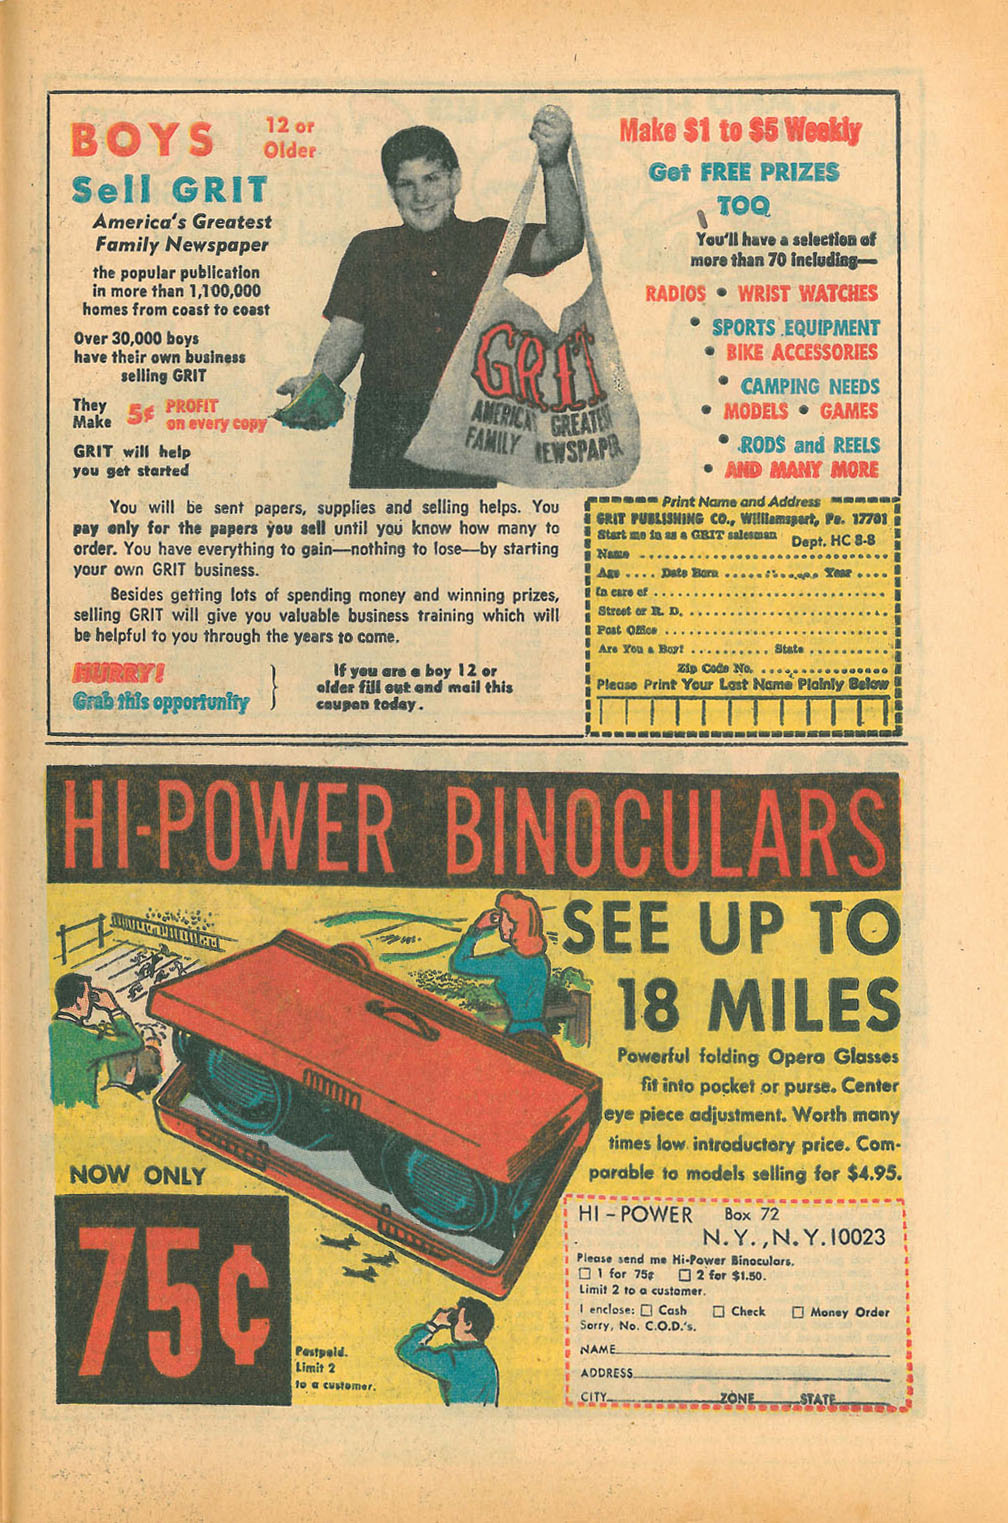 BOYS 12 or
Older
Sell GRIT
America's Greatest
Family Newspaper
the popular publication
in more than 1,100,000
homes from coast to coast
Over 30,000 boys
have their own business
selling GRIT
They
Make 5¢ PROFIT
on every copy
GRIT will help
you get started
GRIT
AMERICA'S GREATEST
FAMILY NEWSPAPER
Make $1 to $5 Weekly
Get FREE PRIZES
TOO
You'll have a selection of
more than 70 including—
RADIOS • WRIST WATCHES
• SPORTS EQUIPMENT
• BIKE ACCESSORIES
• CAMPING NEEDS
• MODELS • GAMES
• RODS and REELS
• AND MANY MORE
You will be sent papers, supplies and selling helps. You
pay only for the papers you sell until you know how many to
order. You have everything to gain—nothing to lose—by starting
your own GRIT business.
Besides getting lots of spending money and winning prizes,
selling GRIT will give you valuable business training which will
be helpful to you through the years to come.
HURRY!
Grab this opportunity
If you are a boy 12 or
older fill out and mail this
coupon today.
Print Name and Address
GRIT PUBLISHING CO., Williamsport, Pa. 17701
Start me in as a GRIT salesman Dept. HC 8-8
Name
Age .... Date Born .......... Year ....
In care of
Street or R. D.
Post Office
Are You a Boy? .......... State ..........
Zip Code No.
Please Print Your Last Name Plainly Below
HI-POWER BINOCULARS
SEE UP TO
18 MILES
Powerful folding Opera Glasses
fit into pocket or purse. Center
eye piece adjustment. Worth many
times low introductory price. Com-
parable to models selling for $4.95.
NOW ONLY
75¢
Postpaid.
Limit 2
to a customer.
HI-POWER Box 72
N.Y., N.Y. 10023
Please send me Hi-Power Binoculars.
□ 1 for 75¢ □ 2 for $1.50.
Limit 2 to a customer.
I enclose: □ Cash □ Check □ Money Order
Sorry, No. C.O.D.'s.
NAME
ADDRESS
CITY ZONE STATE